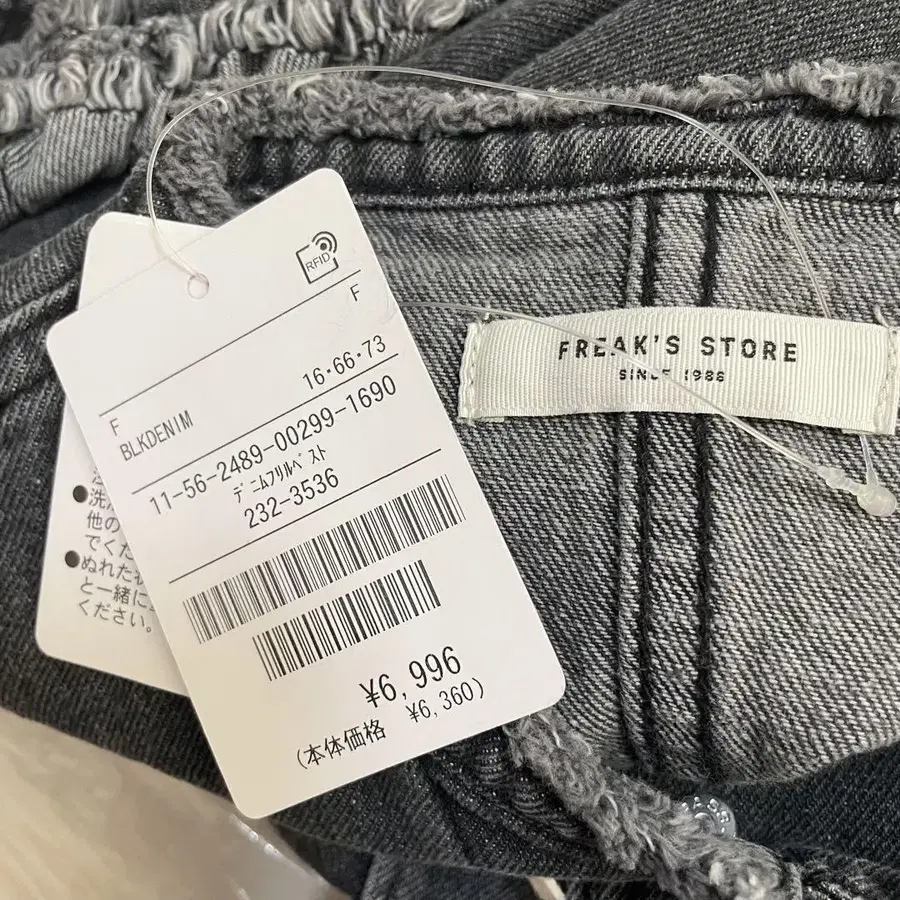 RFID
F
16・66・73
F
BLKDENIM
11-56-2489-00299-1690
デニムフリルベスト
232-3536
¥6,996
(本体価格 ¥6,360)
FREAK'S STORE
SINCE 1986
他の
でくだ
●ぬれた状
と一緒に
ください。